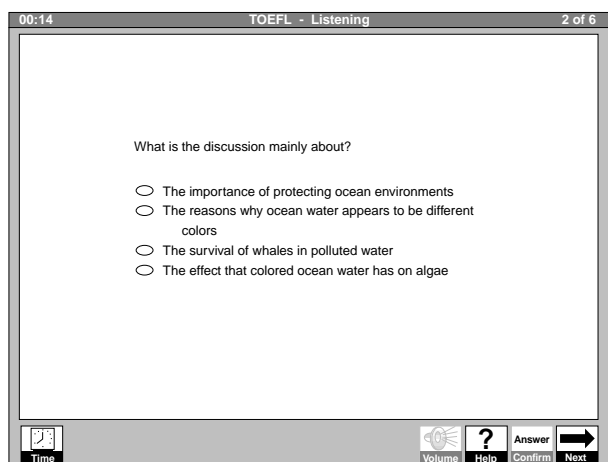 00:14 TOEFL - Listening 2 of 6
What is the discussion mainly about?
The importance of protecting ocean environments
The reasons why ocean water appears to be different
colors
The survival of whales in polluted water
The effect that colored ocean water has on algae
? Answer
Time Volume Help Confirm Next